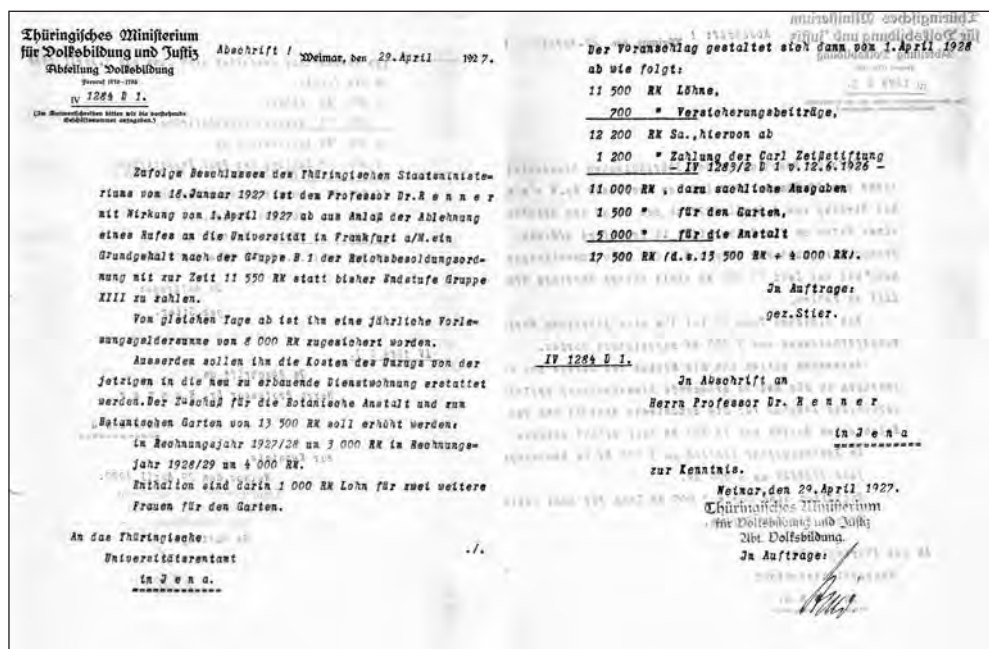 Thüringisches Ministerium
für Volksbildung und Justiz
Abteilung Volksbildung
IV 1284 D 1.
(Im Antwortschreiben bitten wir die vorstehende
Geschäftsnummer anzugeben.)
Abschrift !
Weimar, den 29. April 1927.
Zufolge Beschlusses des Thüringischen Staatsministe-
riums vom 18.Januar 1927 ist dem Professor Dr.R e n n e r
mit Wirkung vom 1.April 1927 ab aus Anlaß der Ablehnung
eines Rufes an die Universität in Frankfurt a/M.ein
Grundgehalt nach der Gruppe B.1 der Reichsbesoldungsord-
nung mit zur Zeit 11 550 RM statt bisher Endstufe Gruppe
XIII zu zahlen.
Vom gleichen Tage ab ist ihm eine jährliche Vorle-
sungsgeldersumme von 8 000 RM zugesichert worden.
Ausserdem sollen ihm die Kosten des Umzugs von der
jetzigen in die neu zu erbauende Dienstwohnung erstattet
werden.Der Zuschuß für die Botanische Anstalt und zum
Botanischen Garten von 13 500 RM soll erhöht werden:
im Rechnungsjahr 1927/28 um 3 000 RM im Rechnungs-
jahr 1928/29 um 4 000 RM.
Enthalten sind darin 1 000 RM Lohn für zwei weitere
Frauen für den Garten.
An das Thüringische
Universitätsrentamt
in J e n a.
./.
Der Voranschlag gestaltet sich dann vom 1.April 1928
ab wie folgt:
11 500 RM Löhne,
700 " Versicherungsbeiträge,
12 200 RM Sa.,hiervon ab
1 200 " Zahlung der Carl Zeißstiftung
- IV 1283/2 D 1 v.12.6.1926 -
11 000 RM , dazu sachliche Ausgaben
1 500 " für den Garten,
5 000 " für die Anstalt
17 500 RM (d.s.13 500 RM + 4 000 RM).
In Auftrage:
gez.Stier.
IV 1284 D 1.
In Abschrift an
Herrn Professor Dr. R e n n e r
in J e n a
zur Kenntnis.
Weimar,den 29.April 1927.
Thüringisches Ministerium
für Volksbildung und Justiz
Abt. Volksbildung.
In Auftrage: